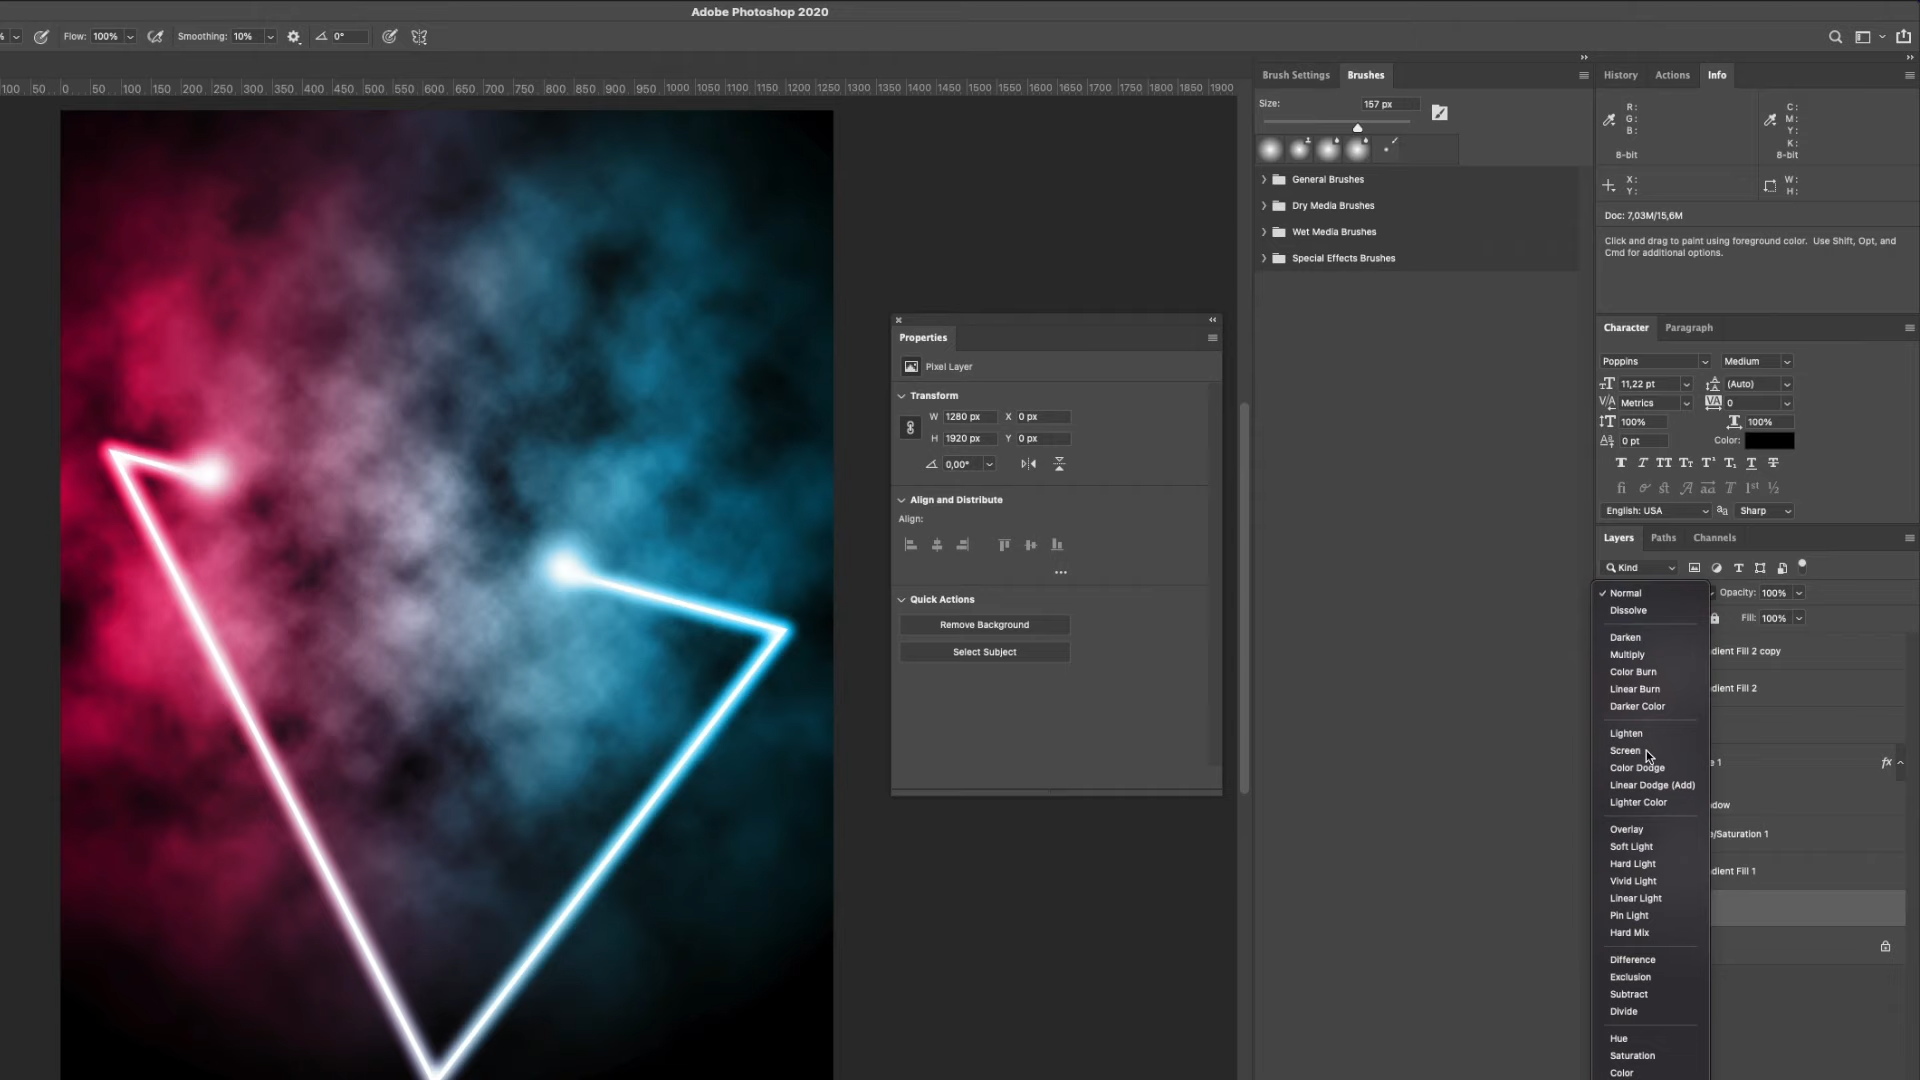 Adobe Photoshop 2020
% Flow: 100% Smoothing: 10% 0°
100 50 0 50 100 150 200 250 300 350 400 450 500 550 600 650 700 750 800 850 900 950 1000 1050 1100 1150 1200 1250 1300 1350 1400 1450 1500 1550 1600 1650 1700 1750 1800 1850 1900
Brush Settings Brushes
Size: 157 px
General Brushes
Dry Media Brushes
Wet Media Brushes
Special Effects Brushes
Properties
Pixel Layer
Transform
W 1280 px X 0 px
H 1920 px Y 0 px
0,00°
Align and Distribute
Align:
Quick Actions
Remove Background
Select Subject
History Actions Info
R: C:
G: M:
B: Y:
K:
8-bit 8-bit
X: W:
Y: H:
Doc: 7,03M/15,6M
Click and drag to paint using foreground color. Use Shift, Opt, and
Cmd for additional options.
Character Paragraph
Poppins Medium
11,22 pt (Auto)
Metrics 0
100% 100%
0 pt Color:
English: USA Sharp
Layers Paths Channels
Kind
Normal Opacity: 100%
Dissolve
Fill: 100%
Darken
Multiply
Color Burn
Linear Burn
Darker Color
Lighten
Screen
Color Dodge
Linear Dodge (Add)
Lighter Color
Overlay
Soft Light
Hard Light
Vivid Light
Linear Light
Pin Light
Hard Mix
Difference
Exclusion
Subtract
Divide
Hue
Saturation
Color
dient Fill 2 copy
dient Fill 2
e 1 fx
dow
e/Saturation 1
dient Fill 1